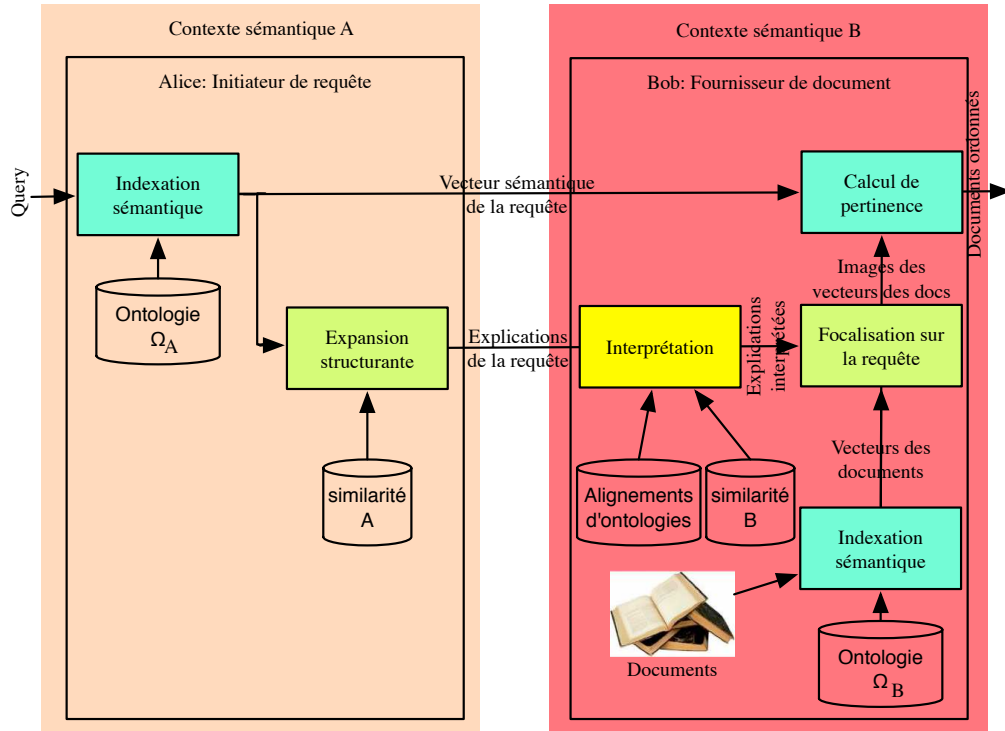 Contexte sémantique A
Alice: Initiateur de requête
Query
Indexation
sémantique
Ontologie
Ω A
Expansion
structurante
similarité
A
Vecteur sémantique
de la requête
Explications
de la requête
Contexte sémantique B
Bob: Fournisseur de document
Calcul de
pertinence
Documents ordonnés
Images des
vecteurs des docs
Interprétation
Explications
interprétées
Focalisation sur
la requête
Alignements
d'ontologies
similarité
B
Vecteurs des
documents
Indexation
sémantique
Documents
Ontologie
Ω B